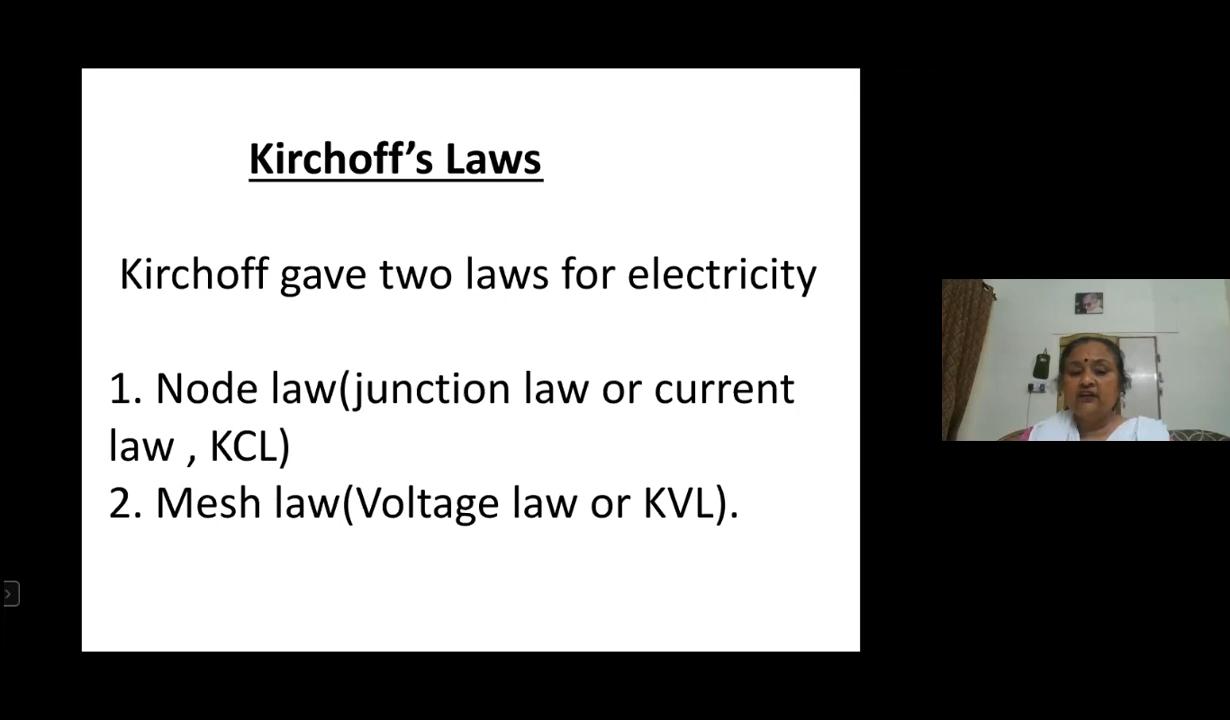 Kirchoff’s Laws
Kirchoff gave two laws for electricity
1. Node law(junction law or current
law , KCL)
2. Mesh law(Voltage law or KVL).